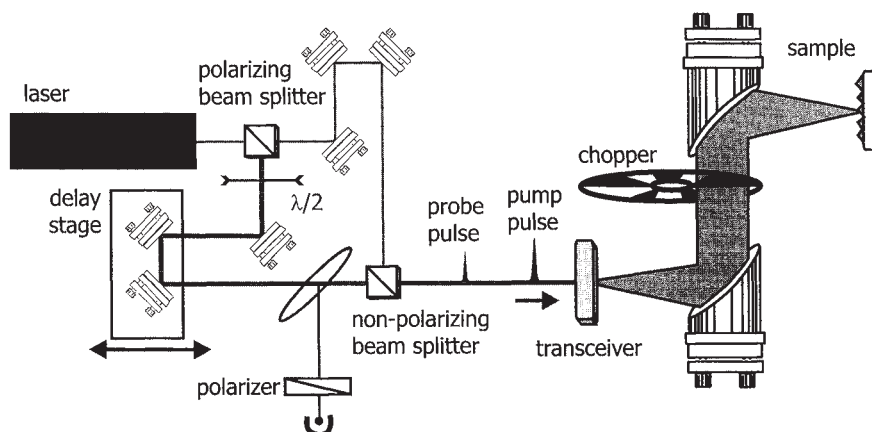 laser
polarizing
beam splitter
sample
chopper
delay
stage
λ/2
probe
pulse
pump
pulse
non-polarizing
beam splitter
transceiver
polarizer